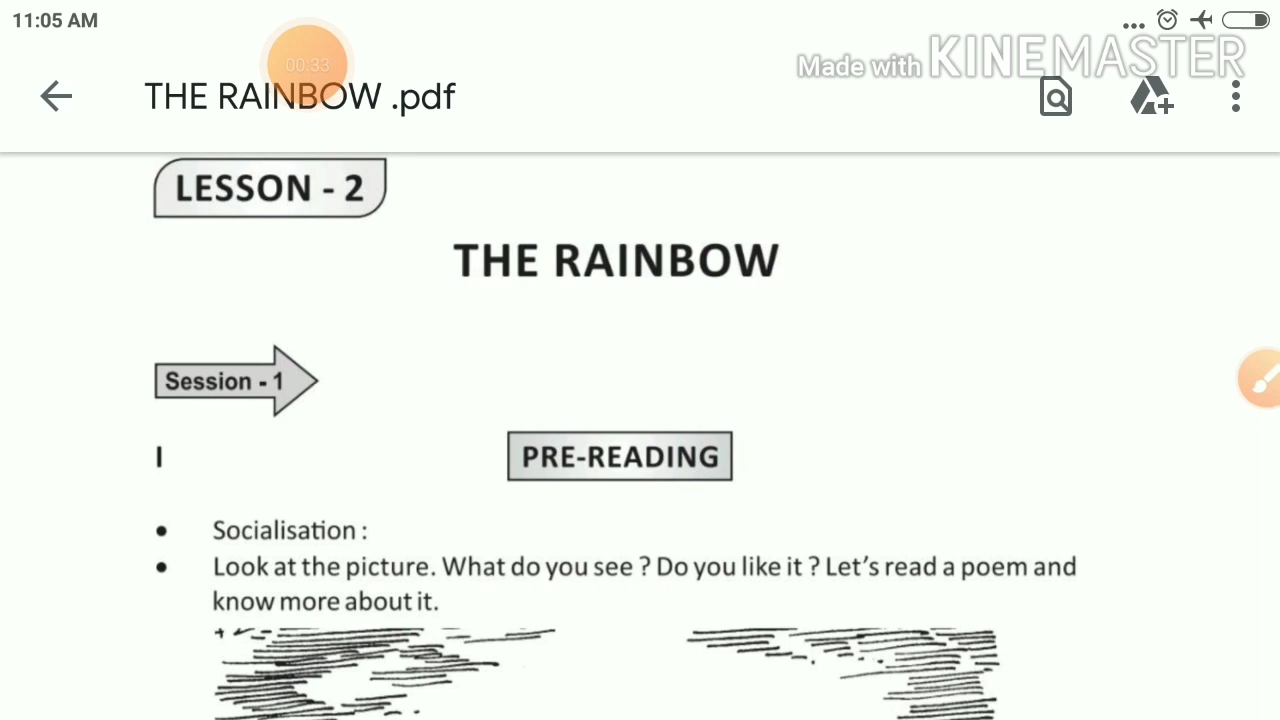 11:05 AM
00:33
Made with KINEMASTER
THE RAINBOW .pdf
LESSON - 2
THE RAINBOW
Session - 1
I
PRE-READING
• Socialisation :
• Look at the picture. What do you see ? Do you like it ? Let's read a poem and
know more about it.